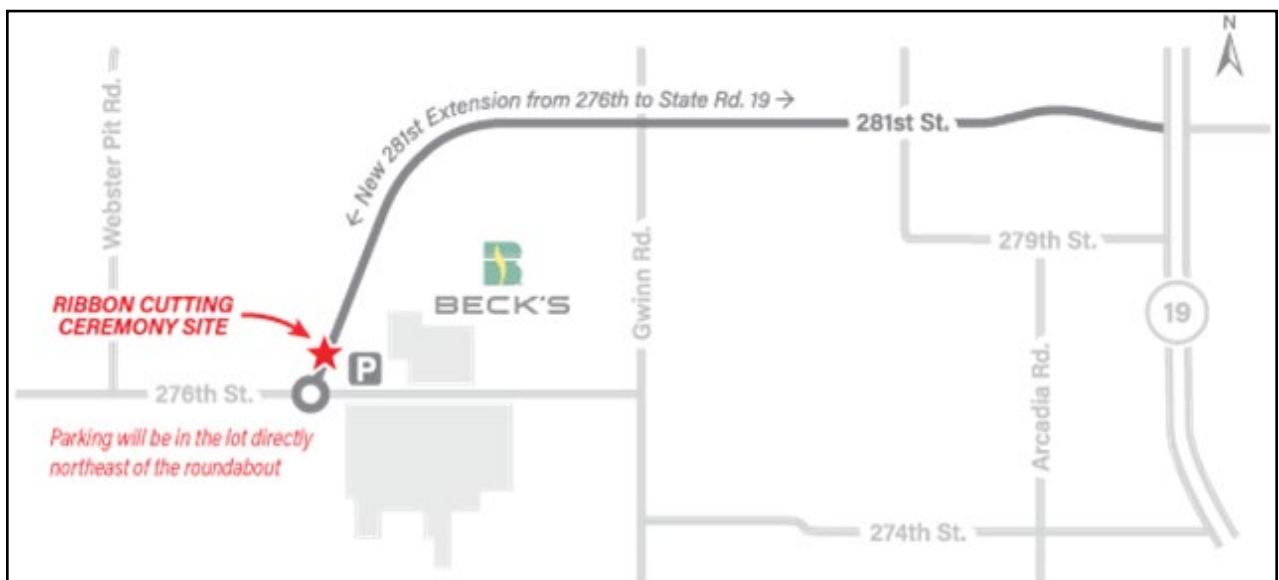 N
Webster Pit Rd.
← New 281st Extension from 276th to State Rd. 19 →
281st St.
Gwinn Rd.
279th St.
BECK'S
RIBBON CUTTING
CEREMONY SITE
19
P
276th St.
Arcadia Rd.
Parking will be in the lot directly
northeast of the roundabout
274th St.